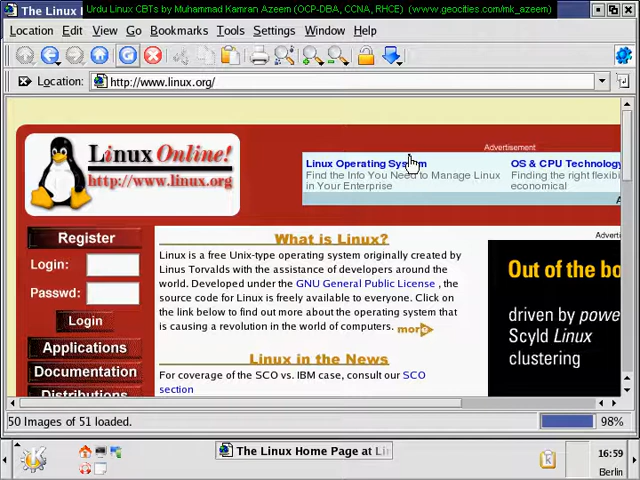 The Linux
Urdu Linux CBTs by Muhammad Kamran Azeem (OCP-DBA, CCNA, RHCE) (www.geocities.com/mk_azeem)
Location Edit View Go Bookmarks Tools Settings Window Help
Location: http://www.linux.org/
Linux Online!
http://www.linux.org
Advertisement
Linux Operating System
Find the Info You Need to Manage Linux
in Your Enterprise
OS & CPU Technology
Finding the right
economical
Register
Login:
Passwd:
Login
Applications
Documentation
Distributions
What is Linux?
Linux is a free Unix-type operating system originally created by
Linus Torvalds with the assistance of developers around the
world. Developed under the GNU General Public License , the
source code for Linux is freely available to everyone. Click on
the link below to find out more about the operating system that
is causing a revolution in the world of computers. more
Linux in the News
For coverage of the SCO vs. IBM case, consult our SCO
section
Out of the
driven by
Scyld Linux
clustering
50 Images of 51 loaded.
98%
The Linux Home Page at
16:59
Berlin